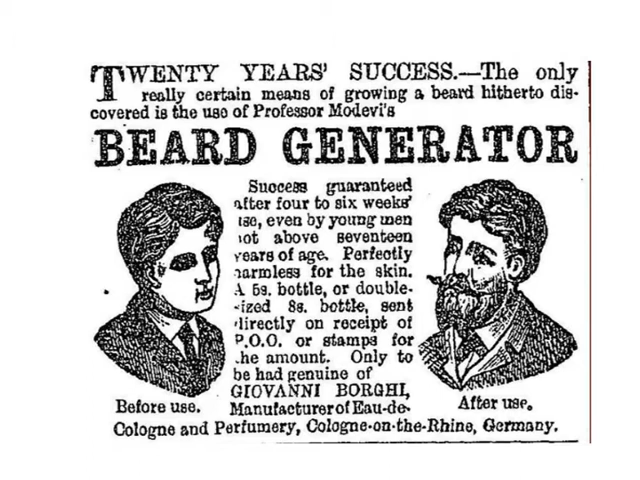 TWENTY YEARS' SUCCESS.—The only
really certain means of growing a beard hitherto dis-
covered is the use of Professor Modevi's
BEARD GENERATOR
Success guaranteed
after four to six weeks'
use, even by young men
not above seventeen
years of age. Perfectly
harmless for the skin.
A 5s. bottle, or double-
sized 8s. bottle, sent
directly on receipt of
P.O.O. or stamps for
the amount. Only to
be had genuine of
GIOVANNI BORGHI,
Before use.
Manufacturer of Eau-de-
After use.
Cologne and Perfumery, Cologne-on-the-Rhine, Germany.